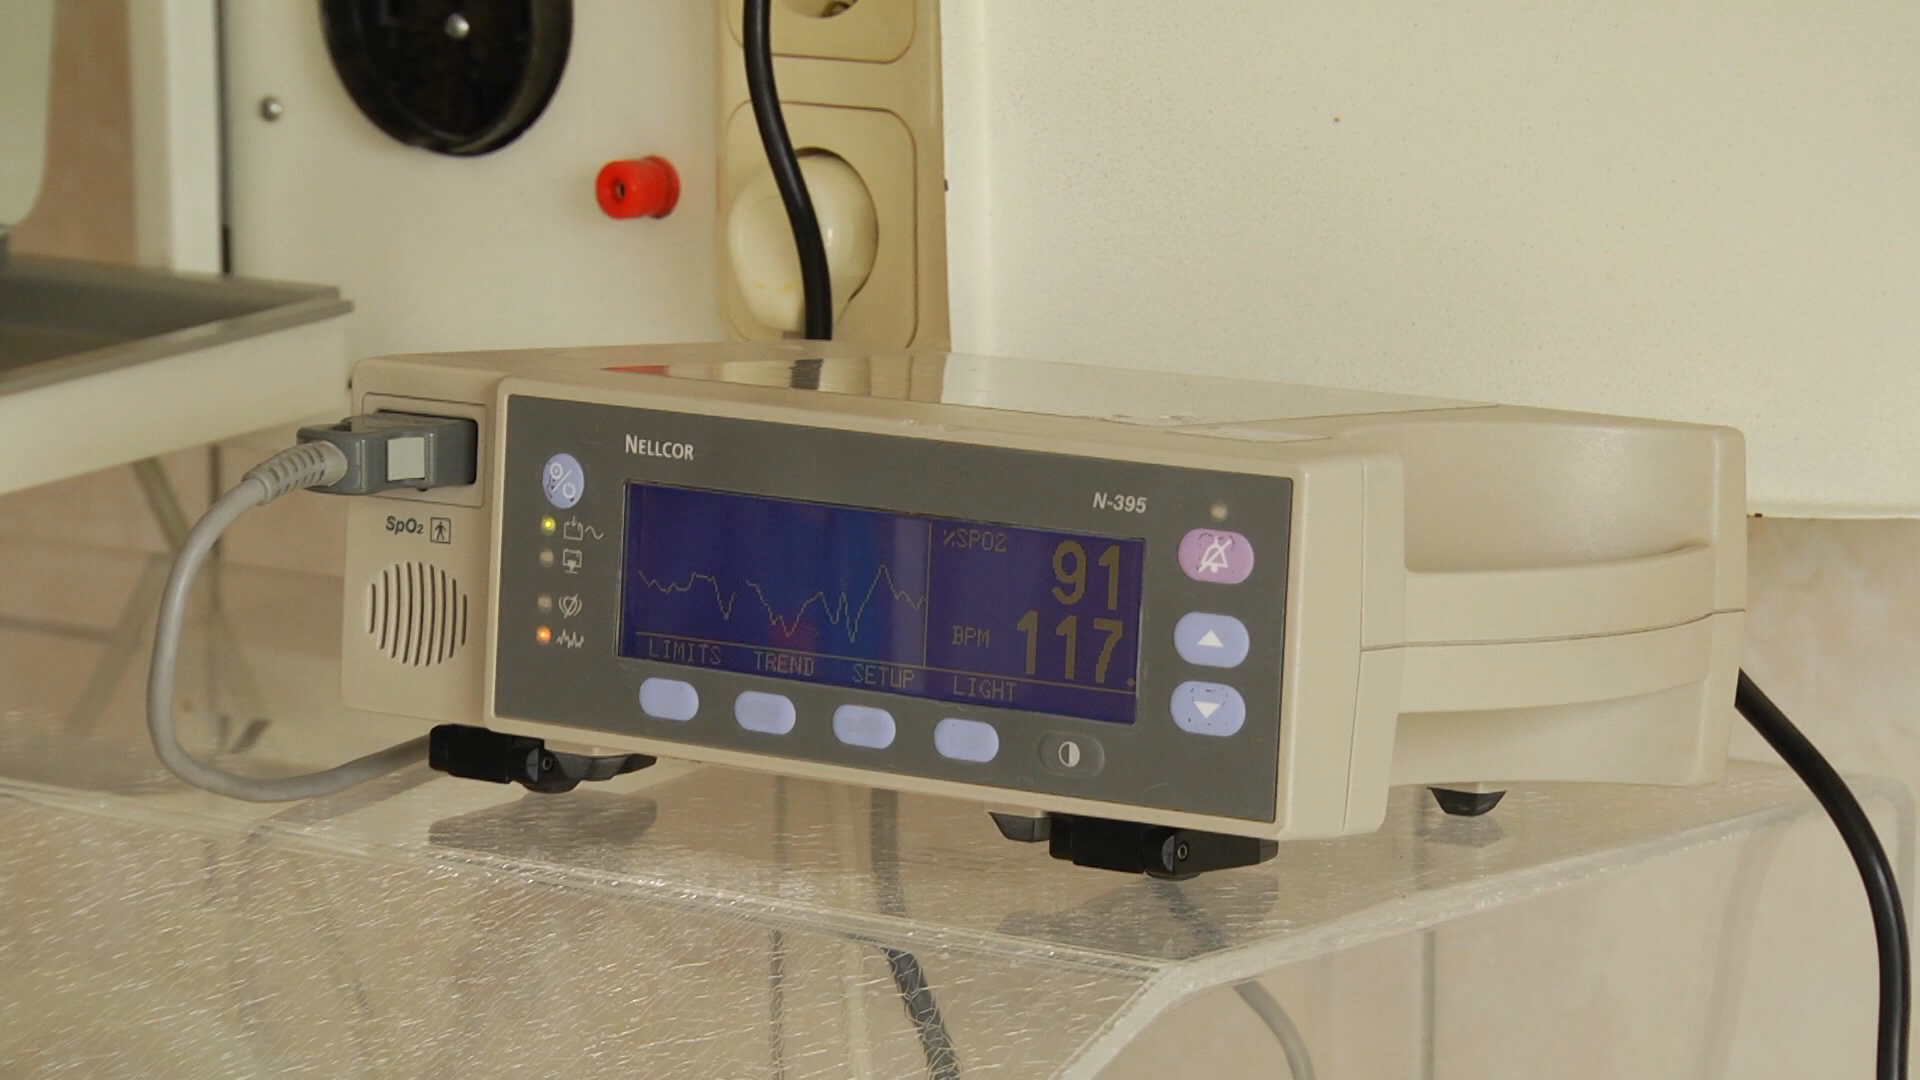 NELLCOR
N-395
SpO2
%SPO2
91
BPM
117
LIMITS TREND SETUP LIGHT